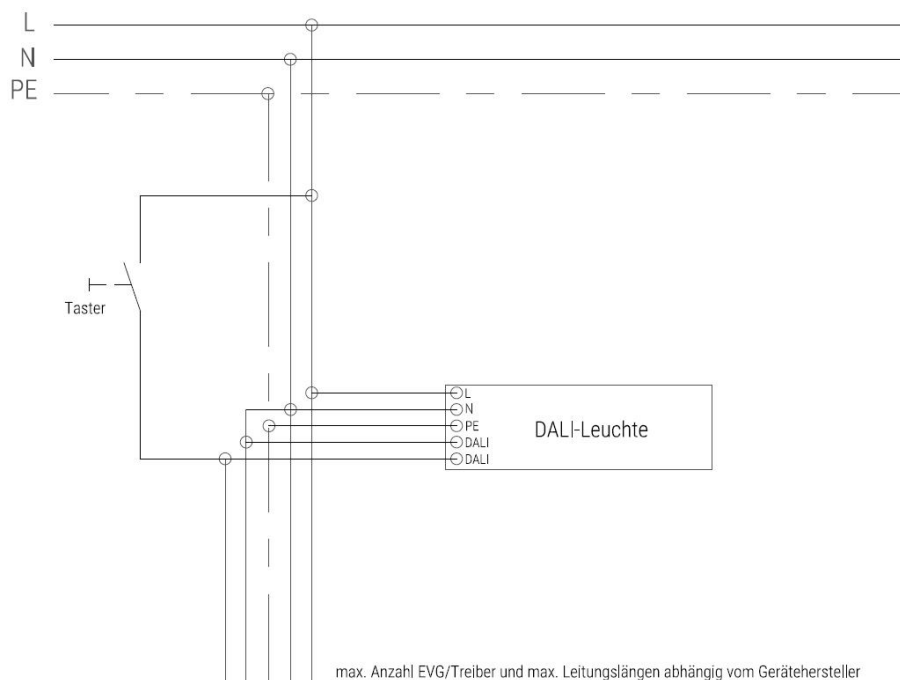 L
N
PE
Taster
L
N
PE
DALI
DALI
DALI-Leuchte
max. Anzahl EVG/Treiber und max. Leitungslängen abhängig vom Gerätehersteller